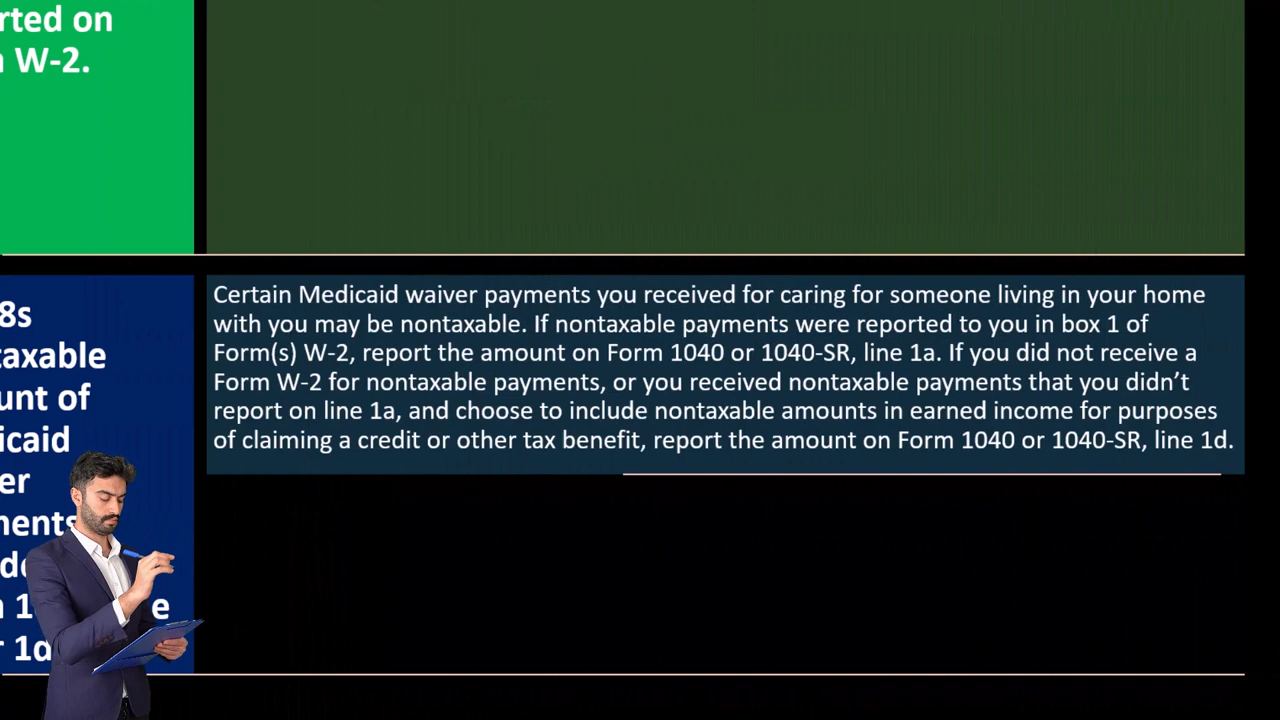 rted on
W-2.
8s
taxable
unt of
icaid
er
ments
1 e
1d
Certain Medicaid waiver payments you received for caring for someone living in your home
with you may be nontaxable. If nontaxable payments were reported to you in box 1 of
Form(s) W-2, report the amount on Form 1040 or 1040-SR, line 1a. If you did not receive a
Form W-2 for nontaxable payments, or you received nontaxable payments that you didn’t
report on line 1a, and choose to include nontaxable amounts in earned income for purposes
of claiming a credit or other tax benefit, report the amount on Form 1040 or 1040-SR, line 1d.